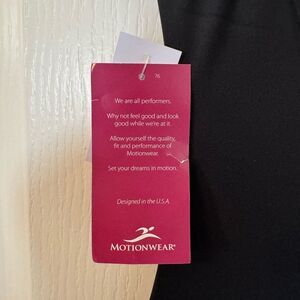 76
We are all performers.
Why not feel good and look
good while we're at it.
Allow yourself the quality,
fit and performance of
Motionwear.
Set your dreams in motion.
Designed in the U.S.A.
MOTIONWEAR®